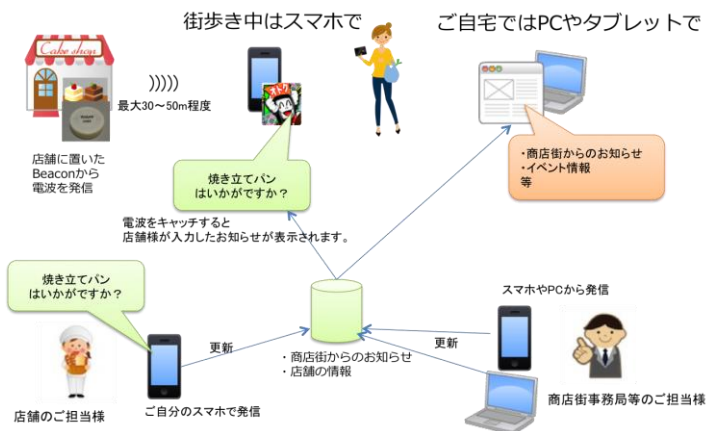 街歩き中はスマホで
ご自宅ではPCやタブレットで
Cake shop
)))))
最大30～50m程度
オトク
店舗に置いた
Beaconから
電波を発信
焼き立てパン
はいかがですか？
・商店街からのお知らせ
・イベント情報
等
電波をキャッチすると
店舗様が入力したお知らせが表示されます。
焼き立てパン
はいかがですか？
スマホやPCから発信
更新
更新
・商店街からのお知らせ
・店舗の情報
店舗のご担当様
ご自分のスマホで発信
商店街事務局等のご担当様